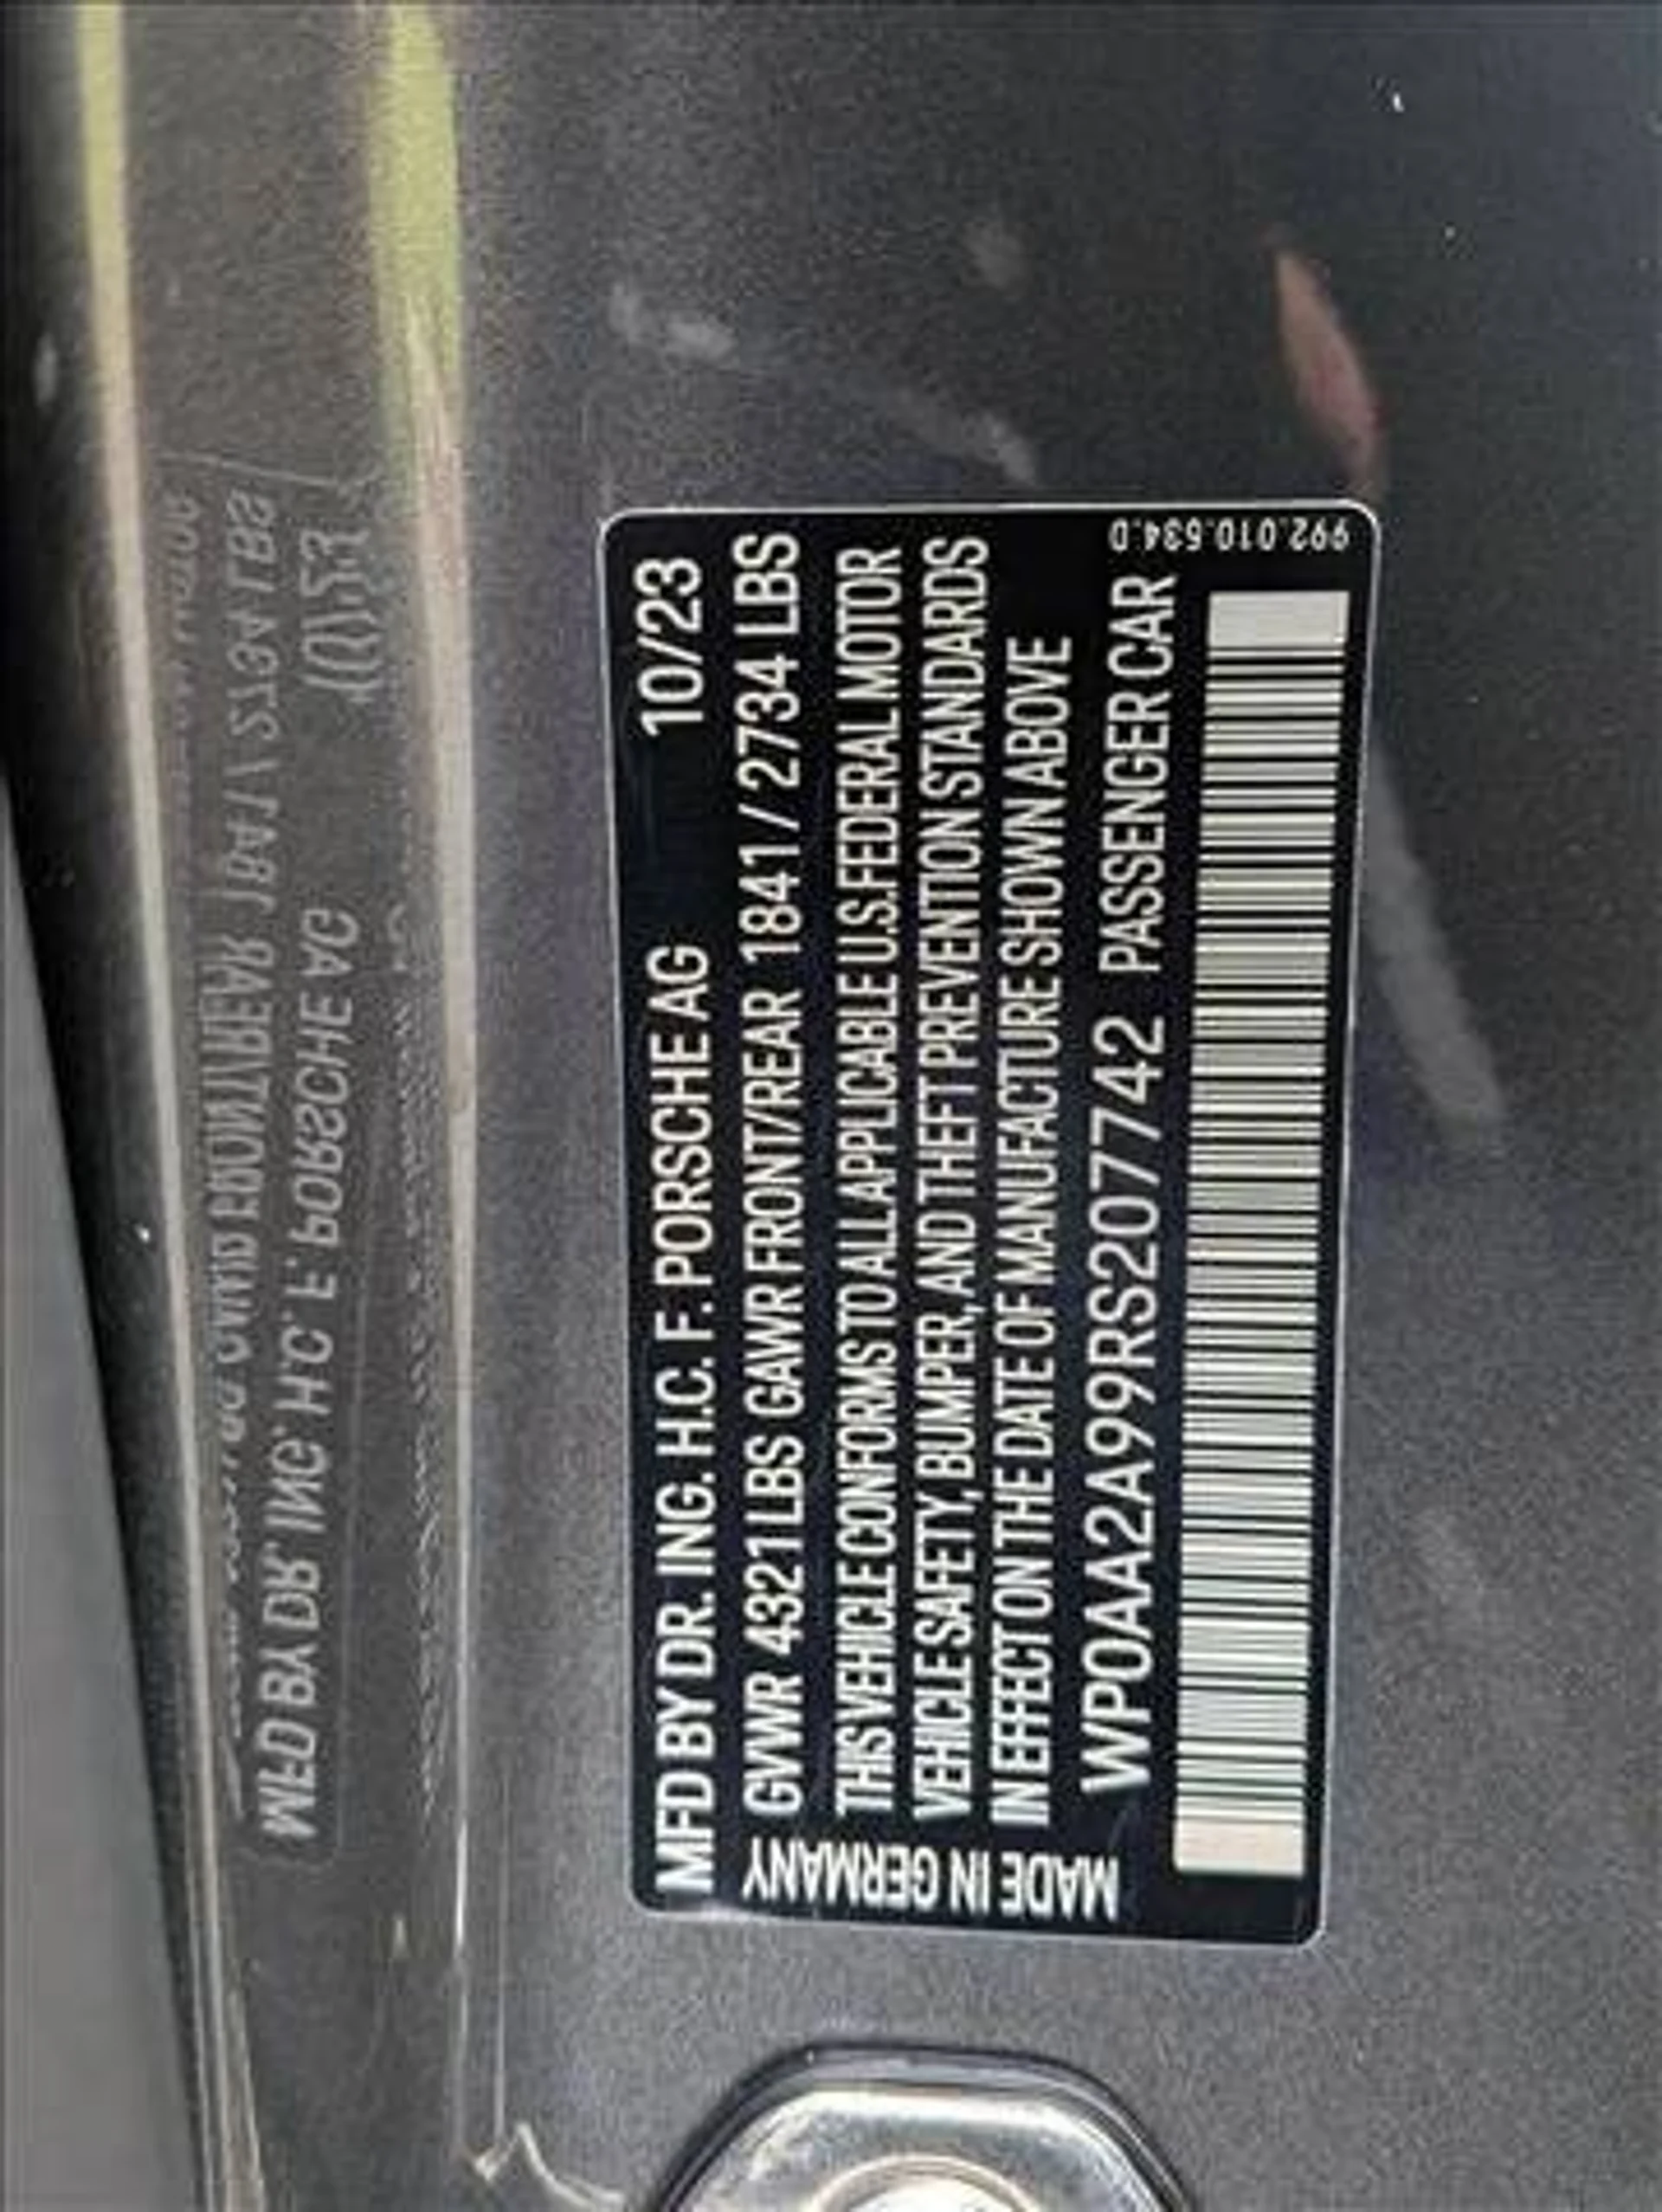 MFD BY DR. ING. H.C. F. PORSCHE AG 10/23
GVWR 4321 LBS GAWR FRONT/REAR 1841 / 2734 LBS
THIS VEHICLE CONFORMS TO ALL APPLICABLE U.S. FEDERAL MOTOR
VEHICLE SAFETY, BUMPER, AND THEFT PREVENTION STANDARDS
IN EFFECT ON THE DATE OF MANUFACTURE SHOWN ABOVE
WP0AA2A99RS207742 PASSENGER CAR
MADE IN GERMANY
992.010.534.D